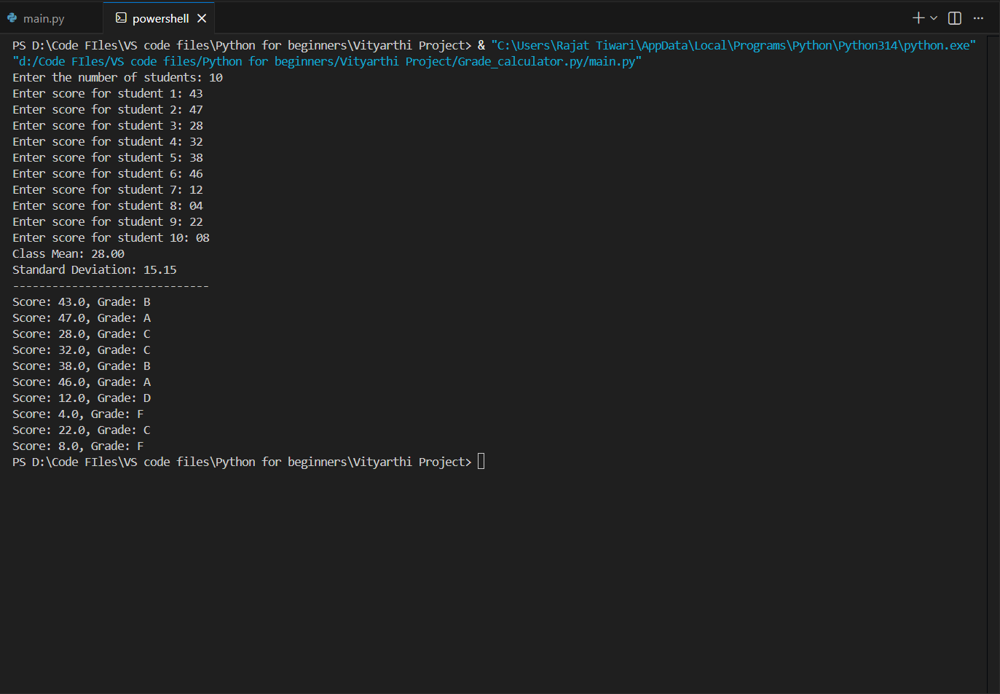 main.py
powershell
PS D:\Code FIles\VS code files\Python for beginners\Vityarthi Project> & "C:\Users\Rajat Tiwari\AppData\Local\Programs\Python\Python314\python.exe"
"d:/Code FIles/VS code files/Python for beginners/Vityarthi Project/Grade_calculator.py/main.py"
Enter the number of students: 10
Enter score for student 1: 43
Enter score for student 2: 47
Enter score for student 3: 28
Enter score for student 4: 32
Enter score for student 5: 38
Enter score for student 6: 46
Enter score for student 7: 12
Enter score for student 8: 04
Enter score for student 9: 22
Enter score for student 10: 08
Class Mean: 28.00
Standard Deviation: 15.15
------------------------------
Score: 43.0, Grade: B
Score: 47.0, Grade: A
Score: 28.0, Grade: C
Score: 32.0, Grade: C
Score: 38.0, Grade: B
Score: 46.0, Grade: A
Score: 12.0, Grade: D
Score: 4.0, Grade: F
Score: 22.0, Grade: C
Score: 8.0, Grade: F
PS D:\Code FIles\VS code files\Python for beginners\Vityarthi Project>